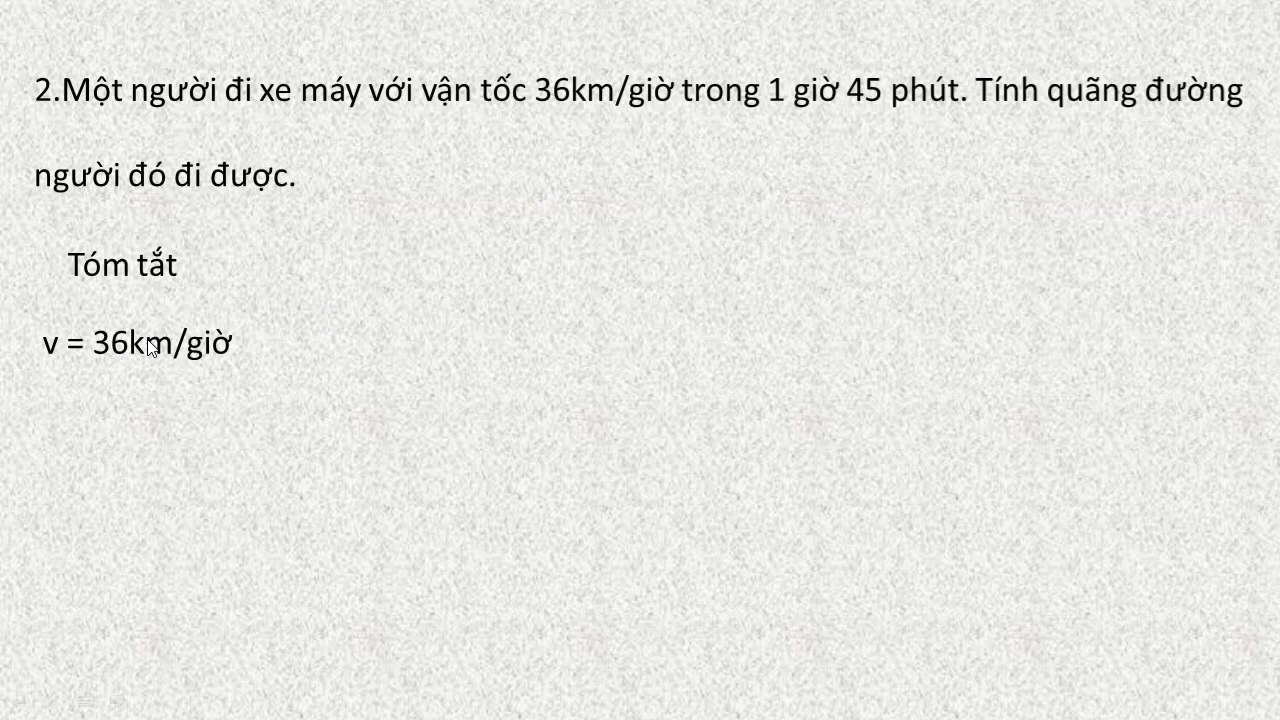 2.Một người đi xe máy với vận tốc 36km/giờ trong 1 giờ 45 phút. Tính quãng đường
người đó đi được.
Tóm tắt
v = 36km/giờ